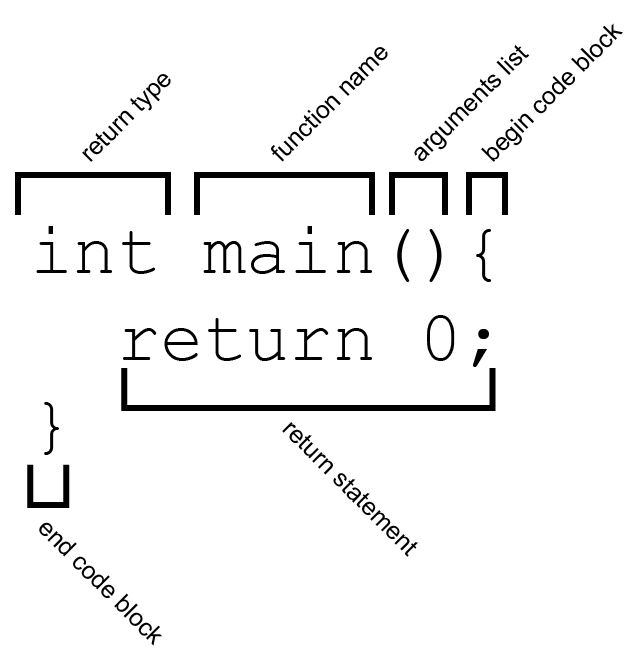 return type
function name
arguments list
begin code block
int main(){
return 0;
}
return statement
end code block